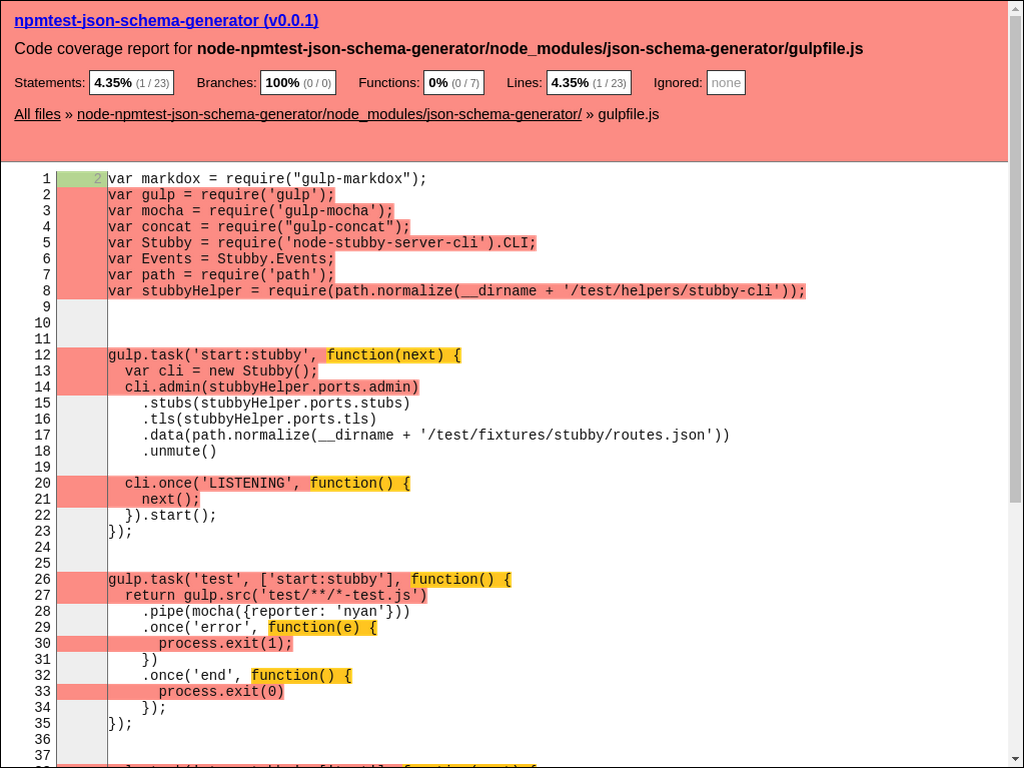 npmtest-json-schema-generator (v0.0.1)
Code coverage report for node-npmtest-json-schema-generator/node_modules/json-schema-generator/gulpfile.js
Statements: 4.35% (1 / 23) Branches: 100% (0 / 0) Functions: 0% (0 / 7) Lines: 4.35% (1 / 23) Ignored: none
All files » node-npmtest-json-schema-generator/node_modules/json-schema-generator/ » gulpfile.js
1 2 var markdox = require("gulp-markdox");
2 var gulp = require('gulp');
3 var mocha = require('gulp-mocha');
4 var concat = require("gulp-concat");
5 var Stubby = require('node-stubby-server-cli').CLI;
6 var Events = Stubby.Events;
7 var path = require('path');
8 var stubbyHelper = require(path.normalize(__dirname + '/test/helpers/stubby-cli'));
9
10
11
12 gulp.task('start:stubby', function(next) {
13   var cli = new Stubby();
14   cli.admin(stubbyHelper.ports.admin)
15     .stubs(stubbyHelper.ports.stubs)
16     .tls(stubbyHelper.ports.tls)
17     .data(path.normalize(__dirname + '/test/fixtures/stubby/routes.json'))
18     .unmute()
19
20   cli.once('LISTENING', function() {
21     next();
22   }).start();
23 });
24
25
26 gulp.task('test', ['start:stubby'], function() {
27   return gulp.src('test/**/*-test.js')
28     .pipe(mocha({reporter: 'nyan'}))
29     .once('error', function(e) {
30       process.exit(1);
31     })
32     .once('end', function() {
33       process.exit(0)
34     });
35 });
36
37